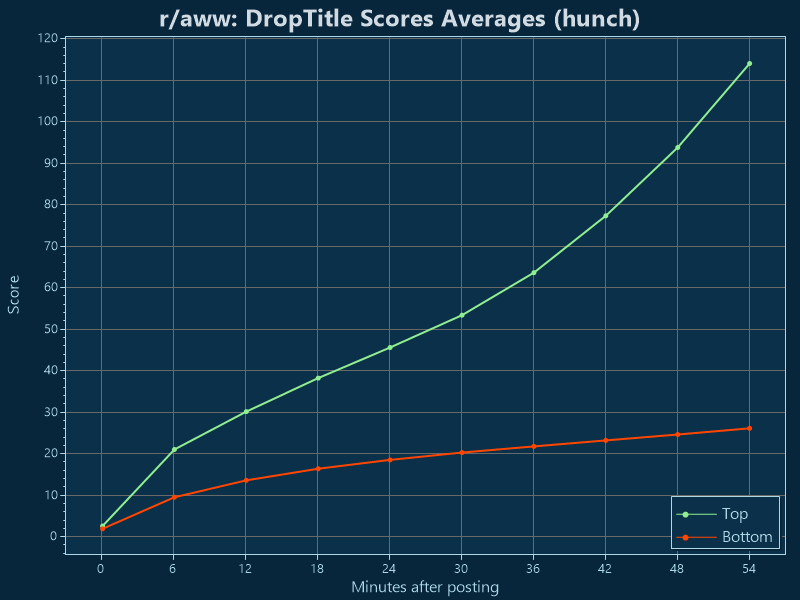 r/aww: DropTitle Scores Averages (hunch)
120
110
100
90
80
70
60
50
40
30
20
10
0
Score
0 6 12 18 24 30 36 42 48 54
Minutes after posting
Top
Bottom